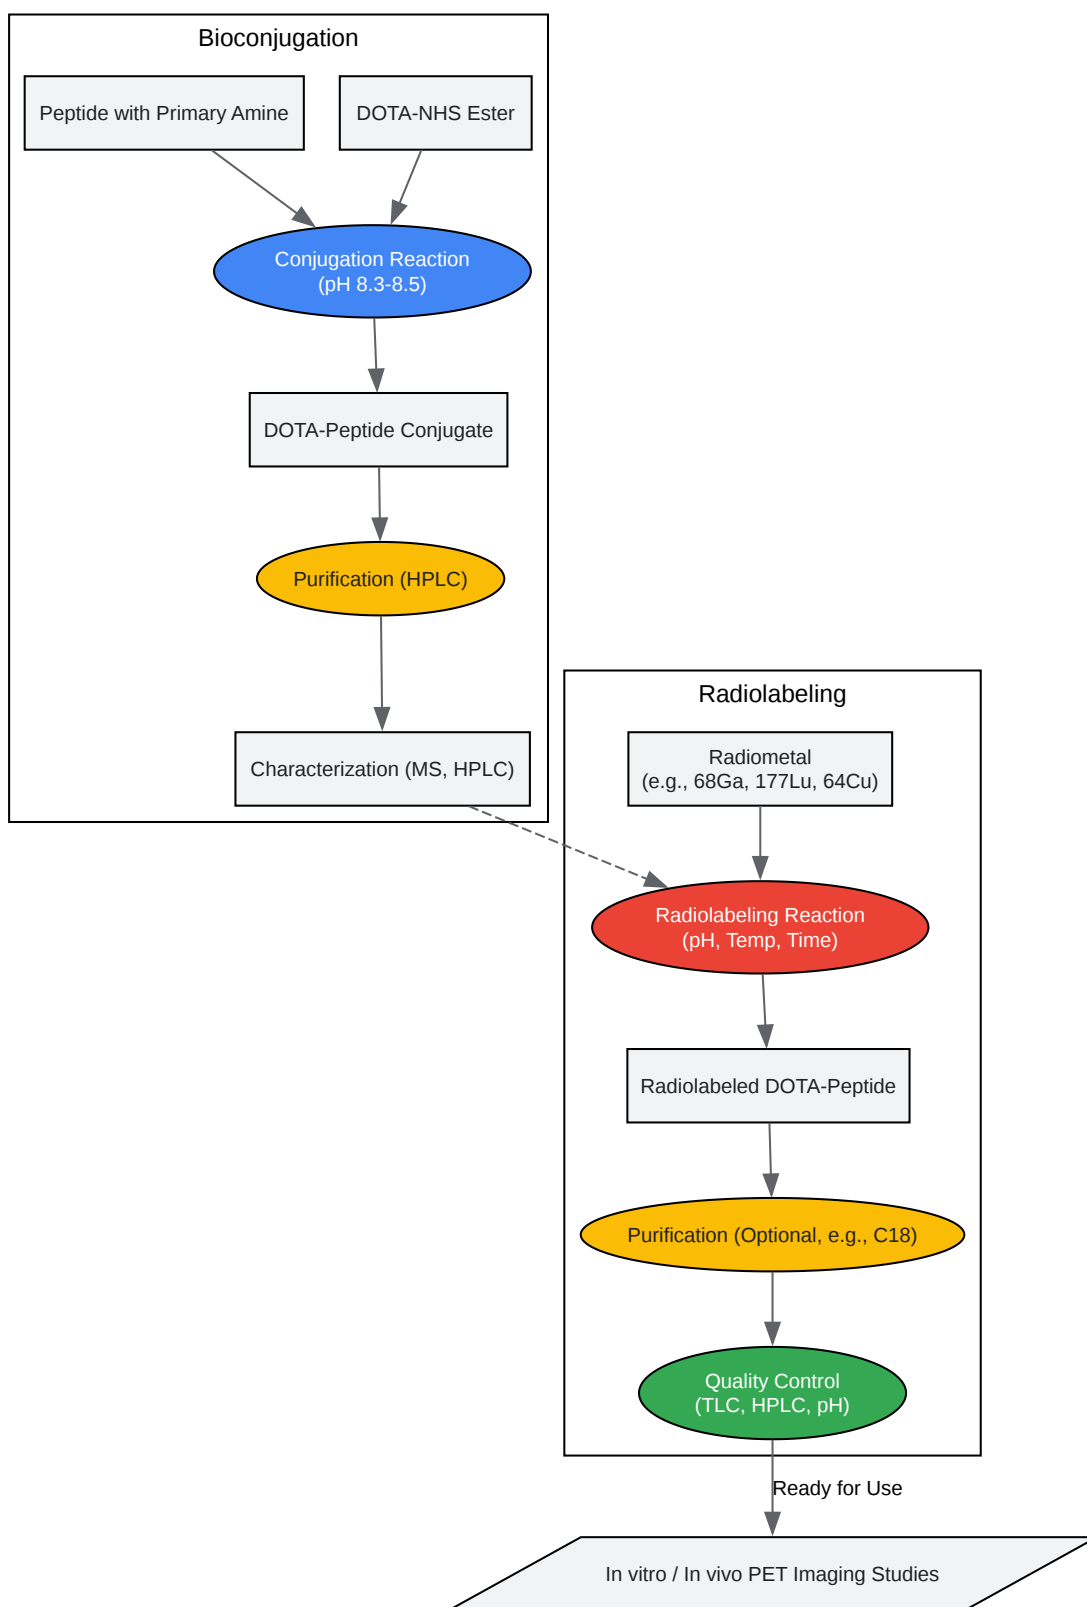 Bioconjugation
Peptide with Primary Amine
DOTA-NHS Ester
Conjugation Reaction
(pH 8.3-8.5)
DOTA-Peptide Conjugate
Purification (HPLC)
Characterization (MS, HPLC)
Radiolabeling
Radiometal
(e.g., 68Ga, 177Lu, 64Cu)
Radiolabeling Reaction
(pH, Temp, Time)
Radiolabeled DOTA-Peptide
Purification (Optional, e.g., C18)
Quality Control
(TLC, HPLC, pH)
Ready for Use
In vitro / In vivo PET Imaging Studies